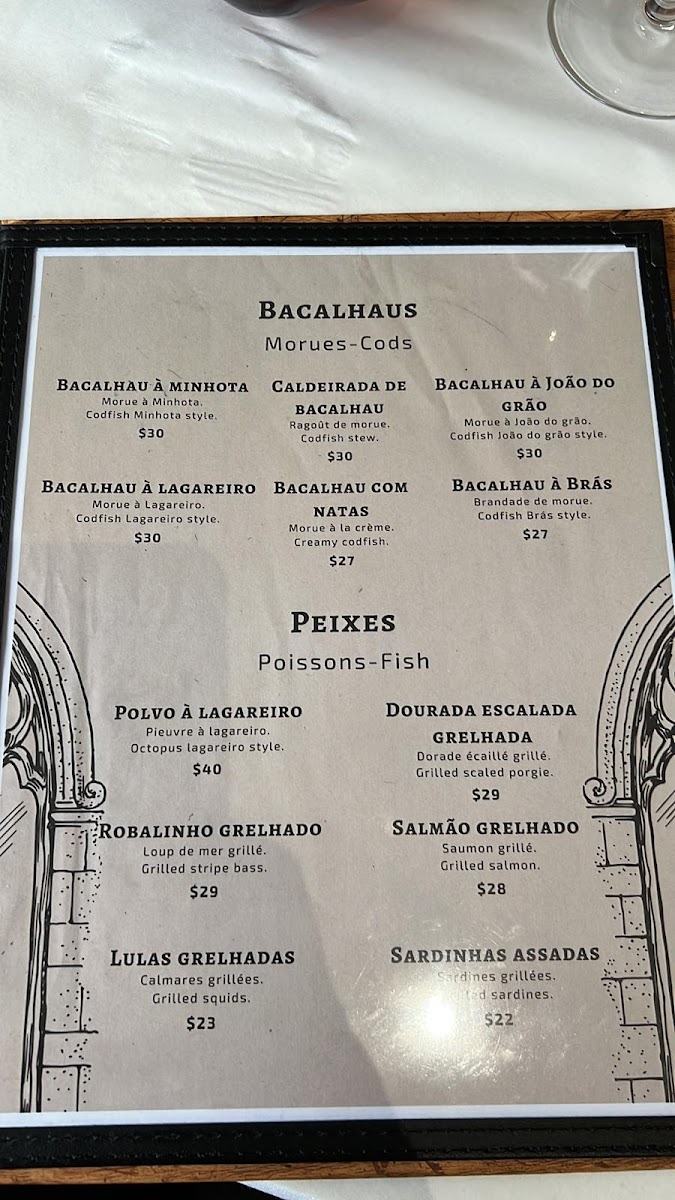 Bacalhaus
Morues-Cods
Bacalhau à minhota
Morue à Minhota.
Codfish Minhota style.
$30
Caldeirada de
bacalhau
Ragoût de morue.
Codfish stew.
$30
Bacalhau à João do
grão
Morue à João do grão.
Codfish João do grão style.
$30
Bacalhau à lagareiro
Morue à Lagareiro.
Codfish Lagareiro style.
$30
Bacalhau com
natas
Morue à la crème.
Creamy codfish.
$27
Bacalhau à Brás
Brandade de morue.
Codfish Brás style.
$27
Peixes
Poissons-Fish
Polvo à lagareiro
Pieuvre à lagareiro.
Octopus lagareiro style.
$40
Dourada escalada
grelhada
Dorade écaillé grillé.
Grilled scaled porgie.
$29
Robalinho grelhado
Loup de mer grillé.
Grilled stripe bass.
$29
Salmão grelhado
Saumon grillé.
Grilled salmon.
$28
Lulas grelhadas
Calmares grillées.
Grilled squids.
$23
Sardinhas assadas
Sardines grillées.
sardines.
$22